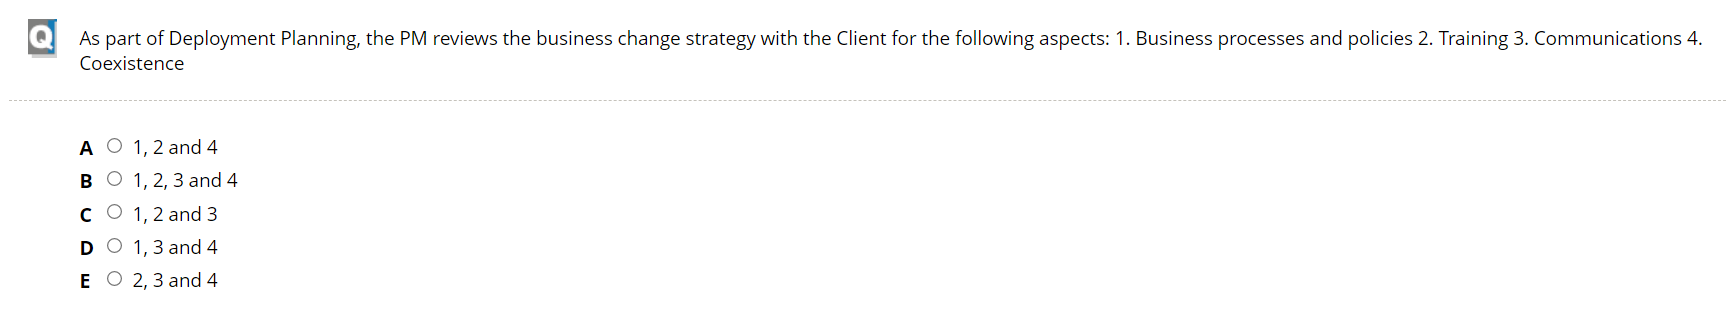 Q As part of Deployment Planning, the PM reviews the business change strategy with the Client for the following aspects: 1. Business processes and policies 2. Training 3. Communications 4.
Coexistence
A 1, 2 and 4
B 1, 2, 3 and 4
C 1, 2 and 3
D 1, 3 and 4
E 2, 3 and 4